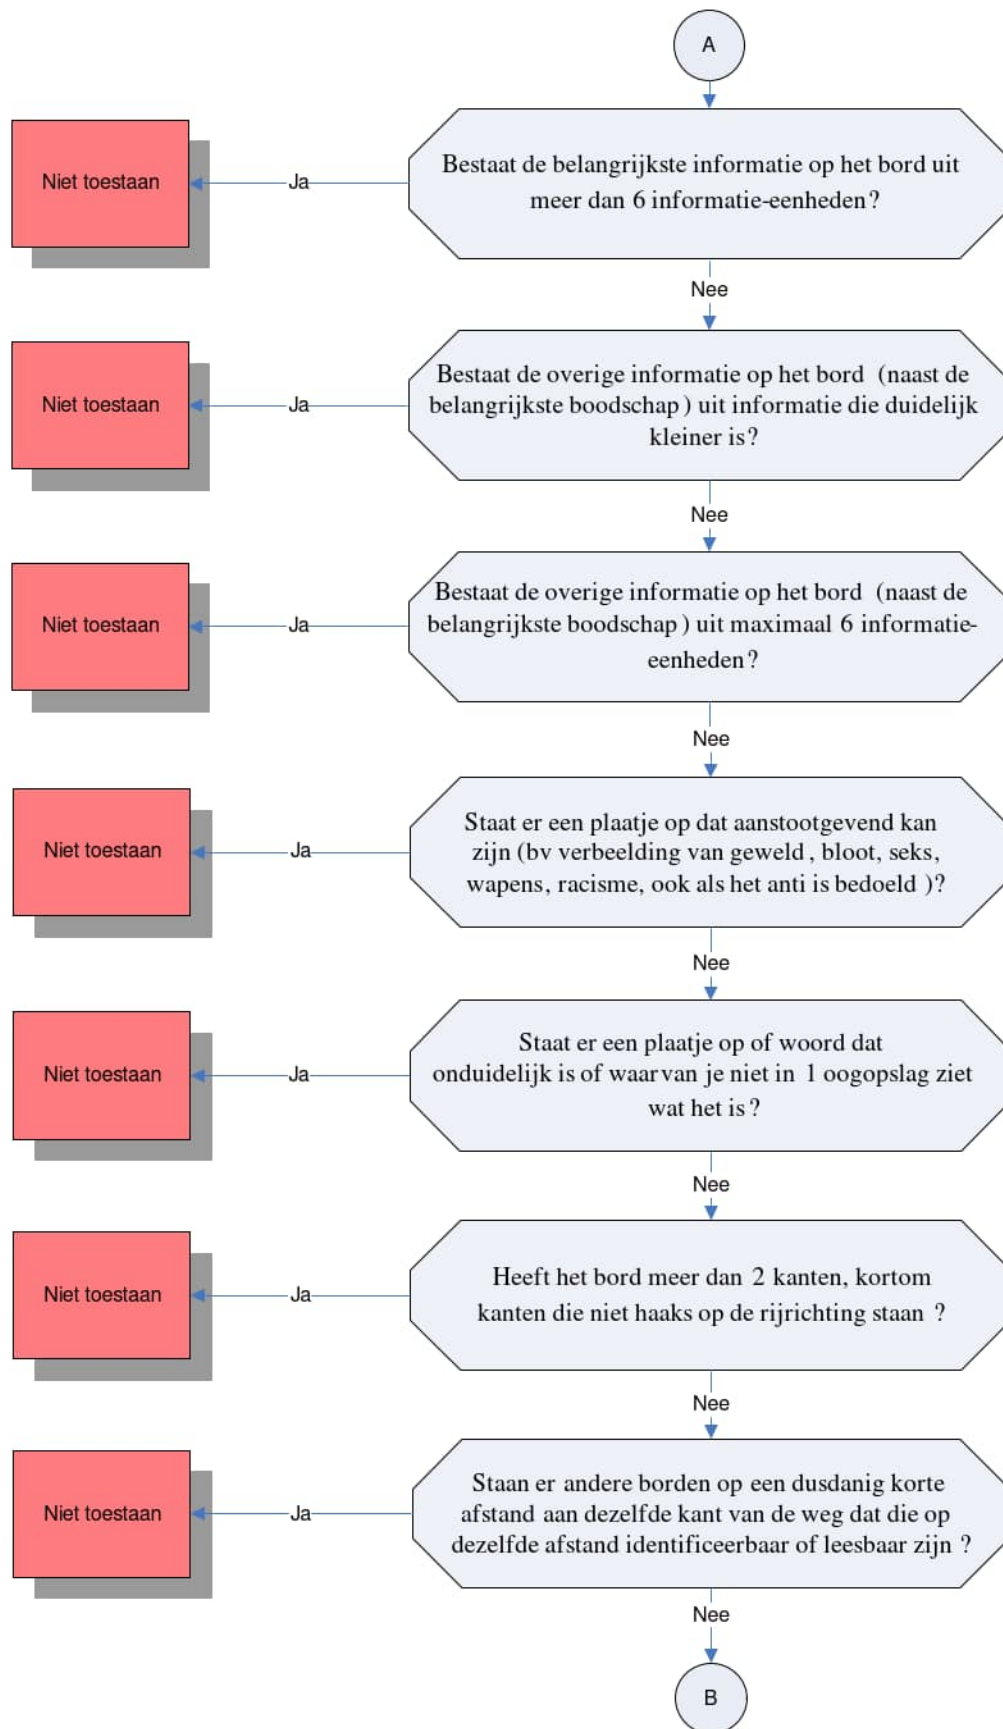 A
Bestaat de belangrijkste informatie op het bord uit
meer dan 6 informatie-eenheden?
Niet toestaan
Ja
Nee
Bestaat de overige informatie op het bord (naast de
belangrijkste boodschap) uit informatie die duidelijk
kleiner is?
Niet toestaan
Ja
Nee
Bestaat de overige informatie op het bord (naast de
belangrijkste boodschap) uit maximaal 6 informatie-
eenheden?
Niet toestaan
Ja
Nee
Staat er een plaatje op dat aanstootgevend kan
zijn (bv verbeelding van geweld, bloot, seks,
wapens, racisme, ook als het anti is bedoeld)?
Niet toestaan
Ja
Nee
Staat er een plaatje op of woord dat
onduidelijk is of waarvan je niet in 1 oogopslag ziet
wat het is?
Niet toestaan
Ja
Nee
Heeft het bord meer dan 2 kanten, kortom
kanten die niet haaks op de rijrichting staan?
Niet toestaan
Ja
Nee
Staan er andere borden op een dusdanig korte
afstand aan dezelfde kant van de weg dat die op
dezelfde afstand identificeerbaar of leesbaar zijn?
Niet toestaan
Ja
Nee
B